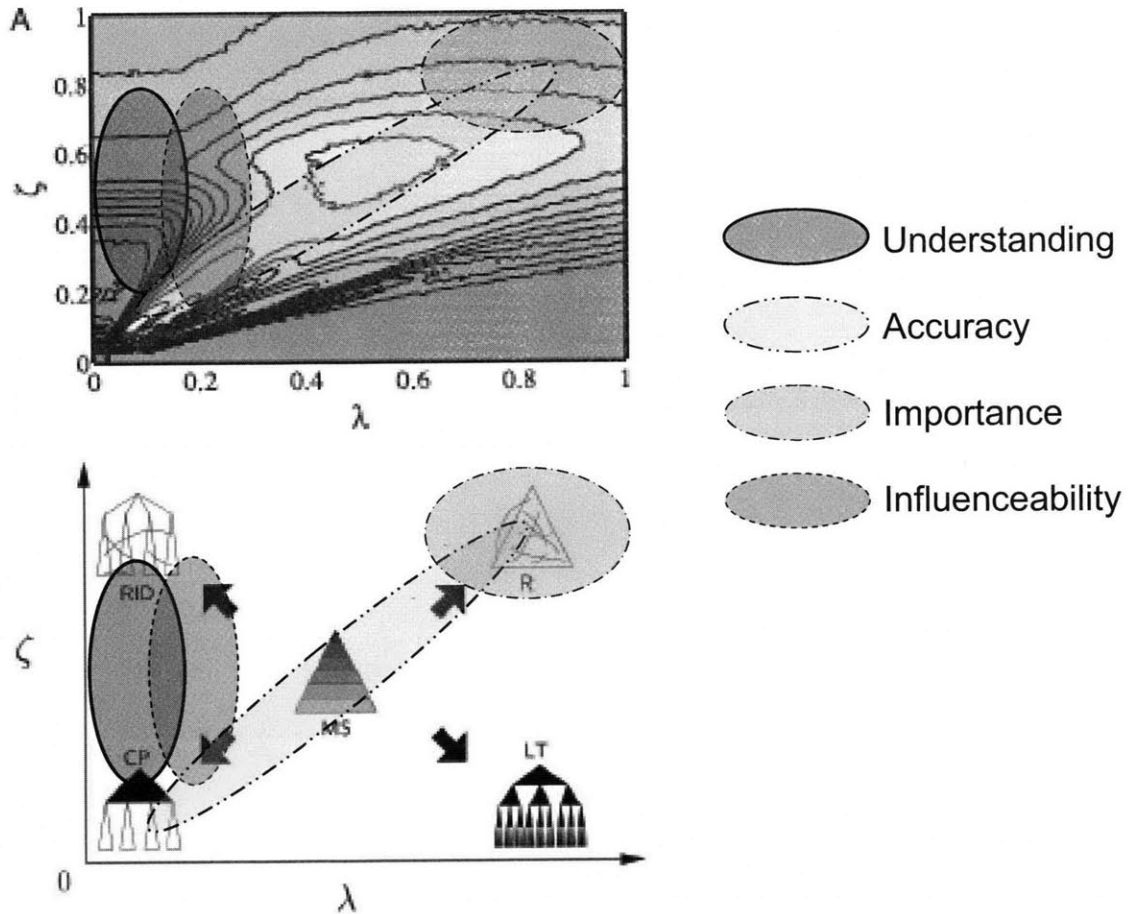 A
1
0.8
0.6
ζ
0.4
0.2
0
0 0.2 0.4 0.6 0.8 1
λ
Understanding
Accuracy
Importance
Influenceability
RID
R
ζ
MS
CP
LT
0
λ